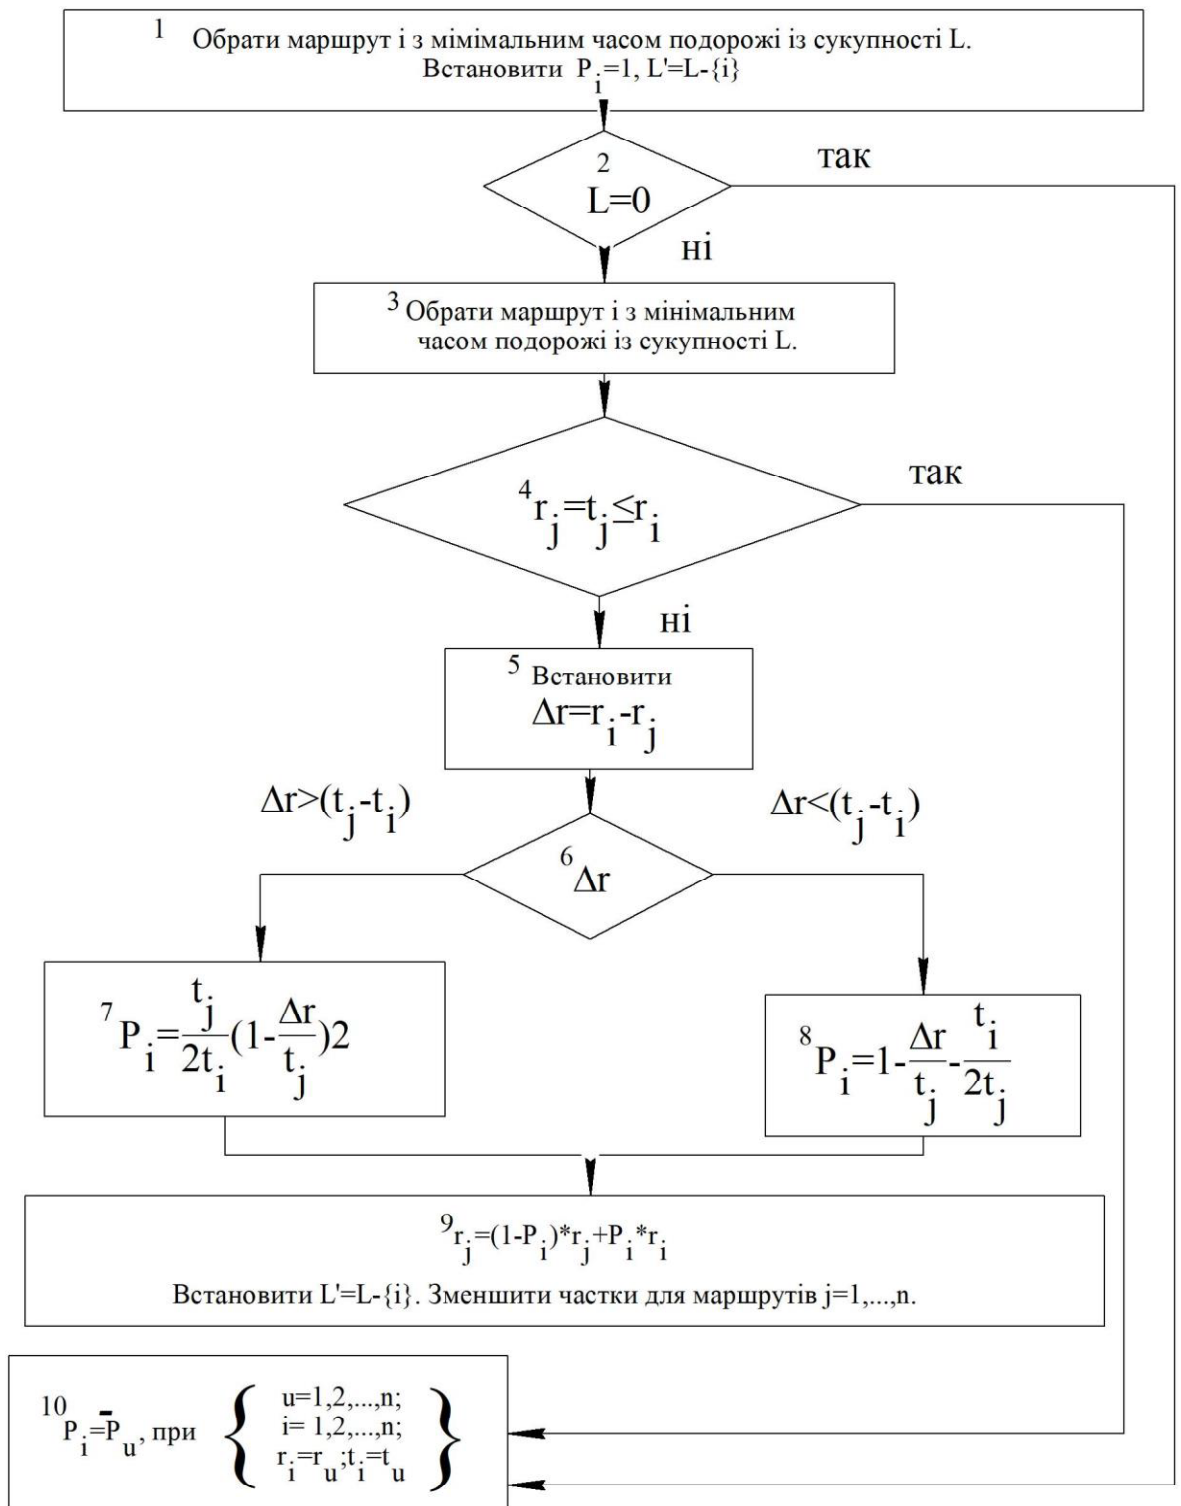 1 Обрати маршрут і з мімімальним часом подорожі із сукупності L.
Встановити P_i=1, L'=L-{i}
так
2
L=0
ні
3 Обрати маршрут і з мінімальним
часом подорожі із сукупності L.
так
4 r_j=t_j≤r_i
ні
5 Встановити
Δr=r_i-r_j
Δr>(t_j-t_i)
Δr<(t_j-t_i)
6 Δr
7 P_i=t_j/2t_i(1-Δr/t_j)2
8 P_i=1-Δr/t_j-t_i/2t_j
9 r_j=(1-P_i)*r_j+P_i*r_i
Встановити L'=L-{i}. Зменшити частки для маршрутів j=1,...,n.
10 P_i=P̄_u, при { u=1,2,...,n;
i= 1,2,...,n;
r_i=r_u;t_i=t_u }